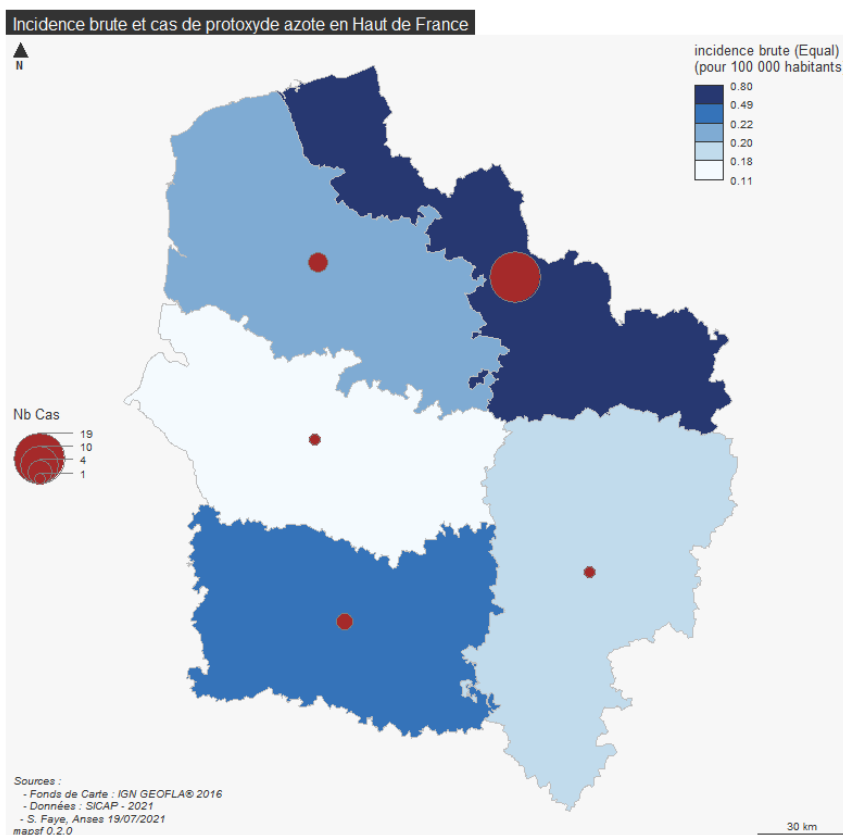 Incidence brute et cas de protoxyde azote en Haut de France
N
incidence brute (Equal)
(pour 100 000 habitants
0.80
0.49
0.22
0.20
0.18
0.11
Nb Cas
19
10
4
1
Sources :
- Fonds de Carte : IGN GEOFLA® 2016
- Données : SICAP - 2021
- S. Faye, Anses 19/07/2021
mapsf 0.2.0
30 km